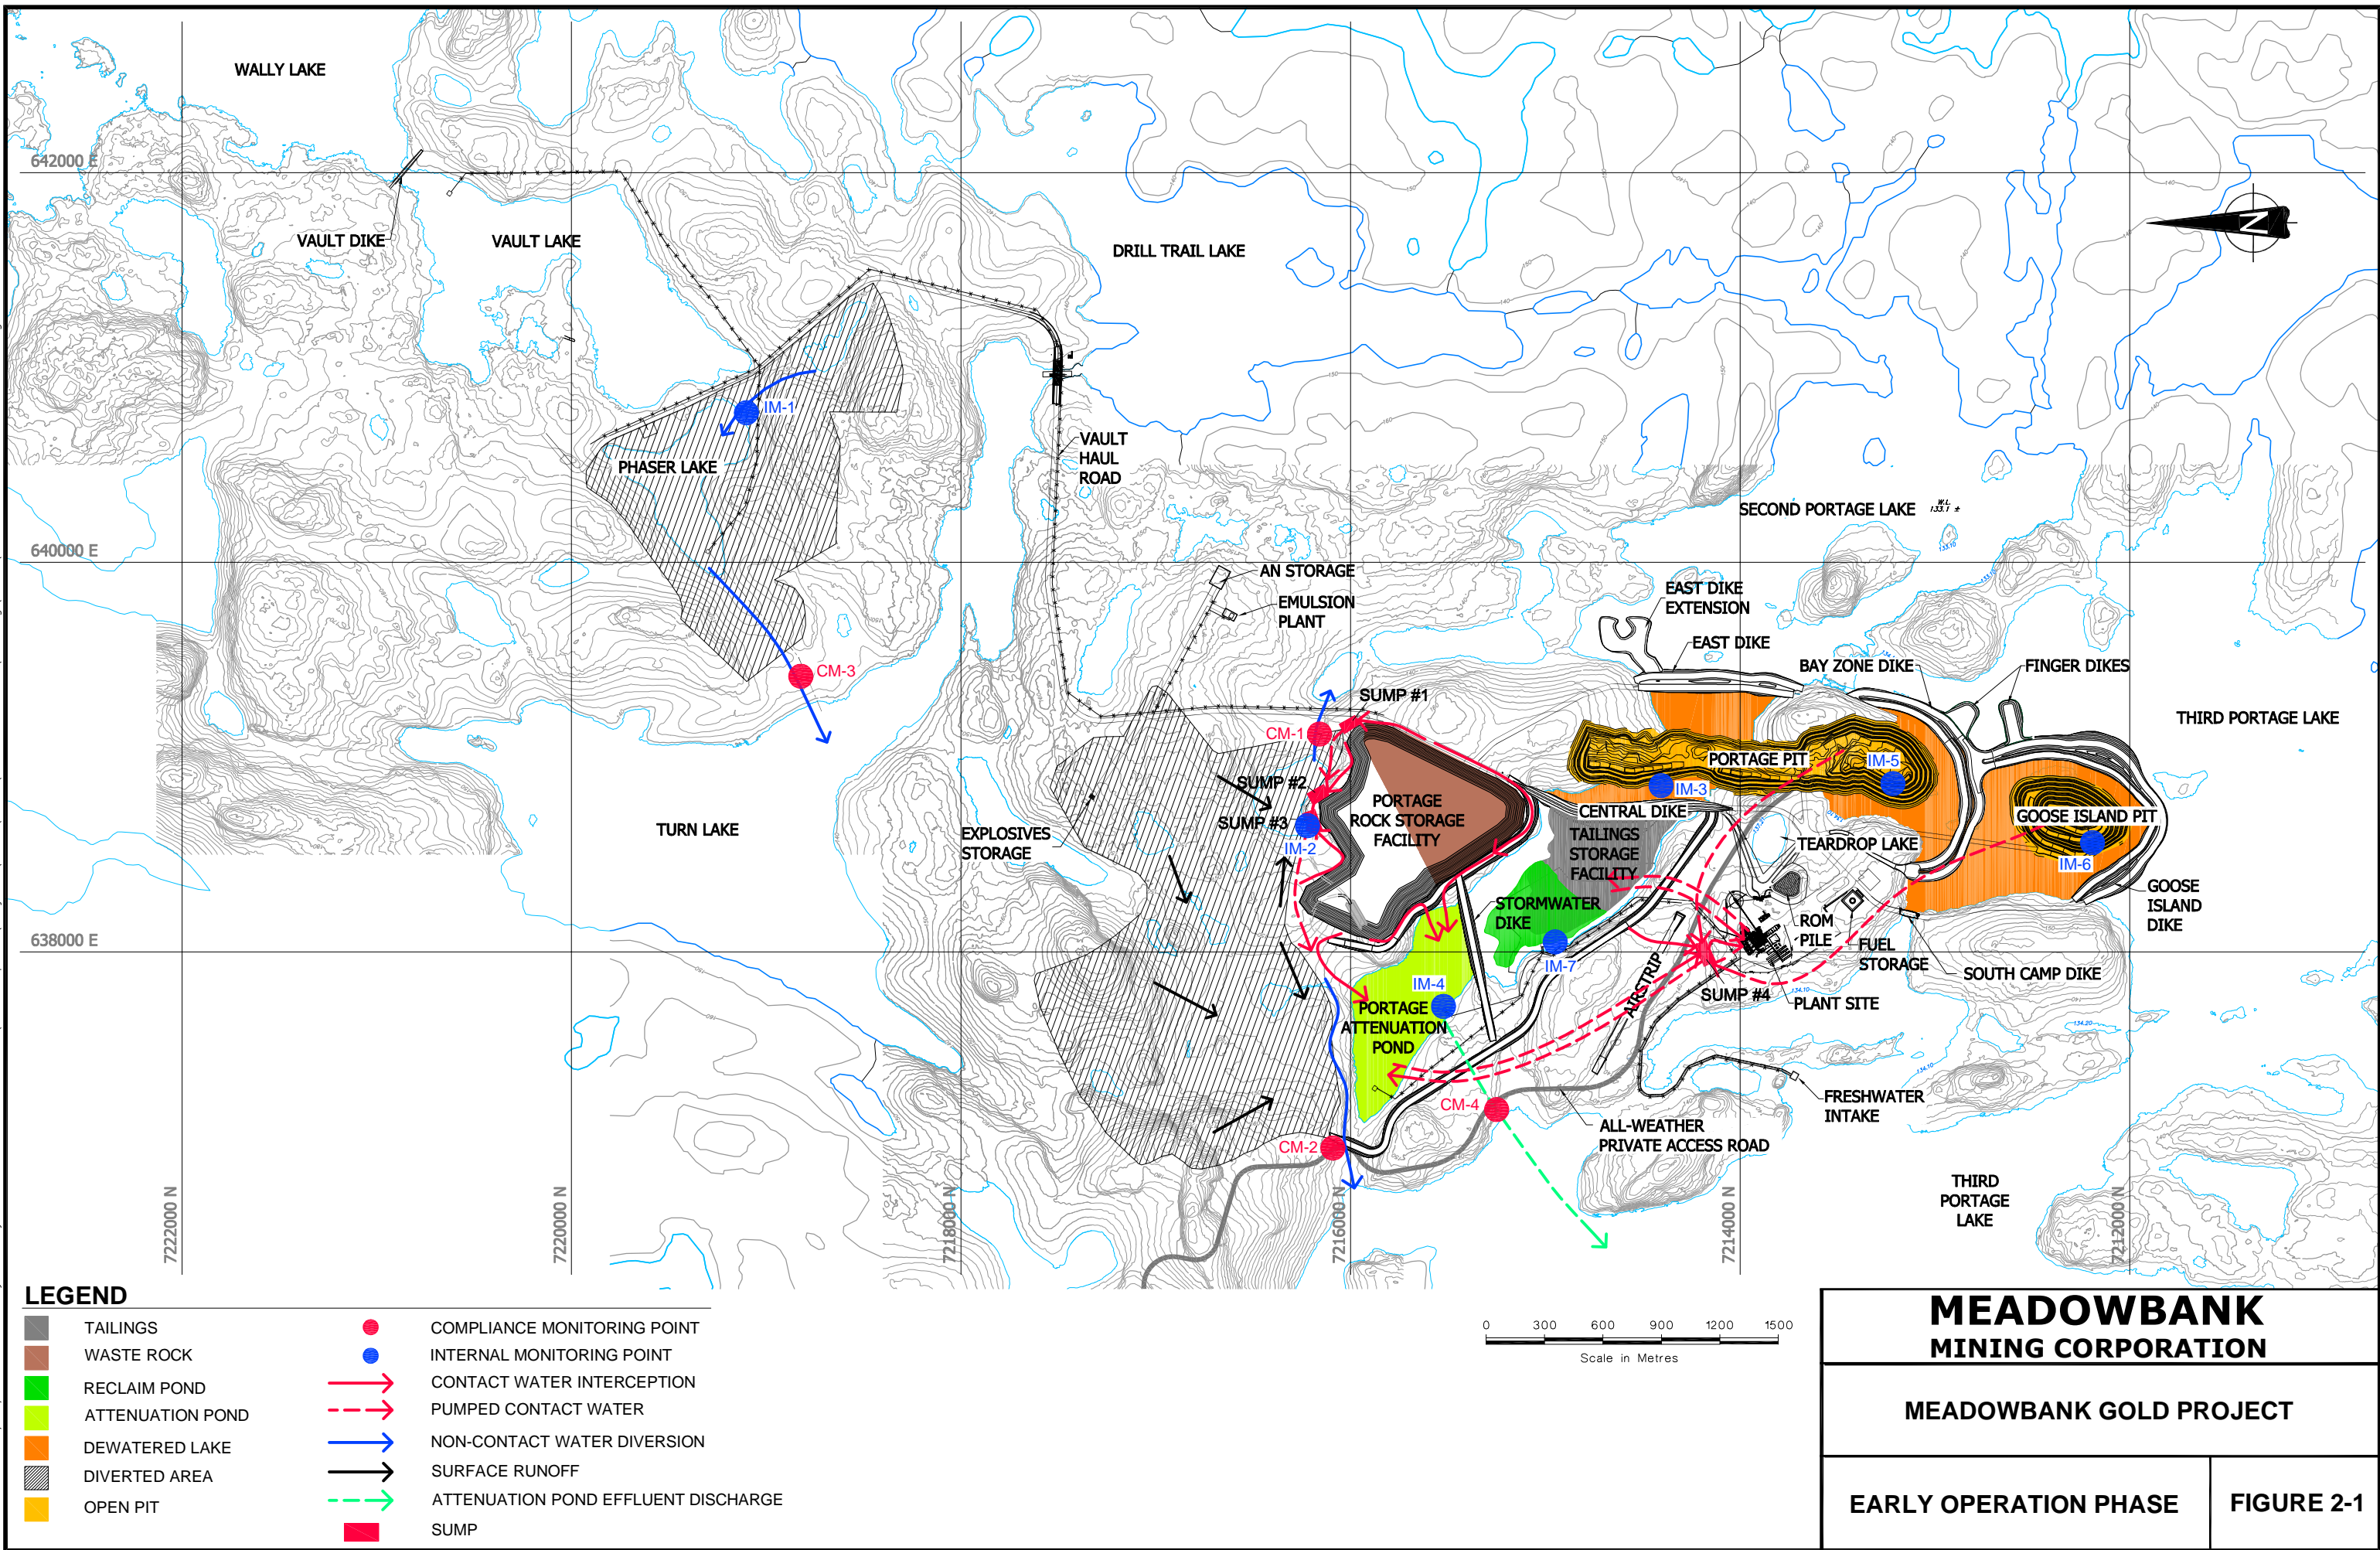 WALLY LAKE
642000 E
VAULT DIKE
VAULT LAKE
DRILL TRAIL LAKE
N
IM-1
PHASER LAKE
VAULT
HAUL
ROAD
SECOND PORTAGE LAKE
W.L.
133.1 ±
640000 E
AN STORAGE
EMULSION
PLANT
EAST DIKE
EXTENSION
EAST DIKE
BAY ZONE DIKE
FINGER DIKES
CM-3
SUMP #1
THIRD PORTAGE LAKE
CM-1
PORTAGE PIT
IM-5
SUMP #2
IM-3
PORTAGE
ROCK STORAGE
FACILITY
CENTRAL DIKE
GOOSE ISLAND PIT
SUMP #3
TURN LAKE
EXPLOSIVES
STORAGE
IM-2
TAILINGS
STORAGE
FACILITY
TEARDROP LAKE
IM-6
GOOSE
ISLAND
DIKE
STORMWATER
DIKE
ROM
PILE
638000 E
FUEL
STORAGE
IM-7
AIRSTRIP
SOUTH CAMP DIKE
IM-4
SUMP #4
PLANT SITE
PORTAGE
ATTENUATION
POND
134.10
134.20
FRESHWATER
INTAKE
CM-4
ALL-WEATHER
PRIVATE ACCESS ROAD
CM-2
THIRD
PORTAGE
LAKE
7222000 N
7220000 N
7218000 N
7216000 N
7214000 N
7212000 N
LEGEND
TAILINGS
WASTE ROCK
RECLAIM POND
ATTENUATION POND
DEWATERED LAKE
DIVERTED AREA
OPEN PIT
COMPLIANCE MONITORING POINT
INTERNAL MONITORING POINT
CONTACT WATER INTERCEPTION
PUMPED CONTACT WATER
NON-CONTACT WATER DIVERSION
SURFACE RUNOFF
ATTENUATION POND EFFLUENT DISCHARGE
SUMP
0 300 600 900 1200 1500
Scale in Metres
MEADOWBANK
MINING CORPORATION
MEADOWBANK GOLD PROJECT
EARLY OPERATION PHASE
FIGURE 2-1